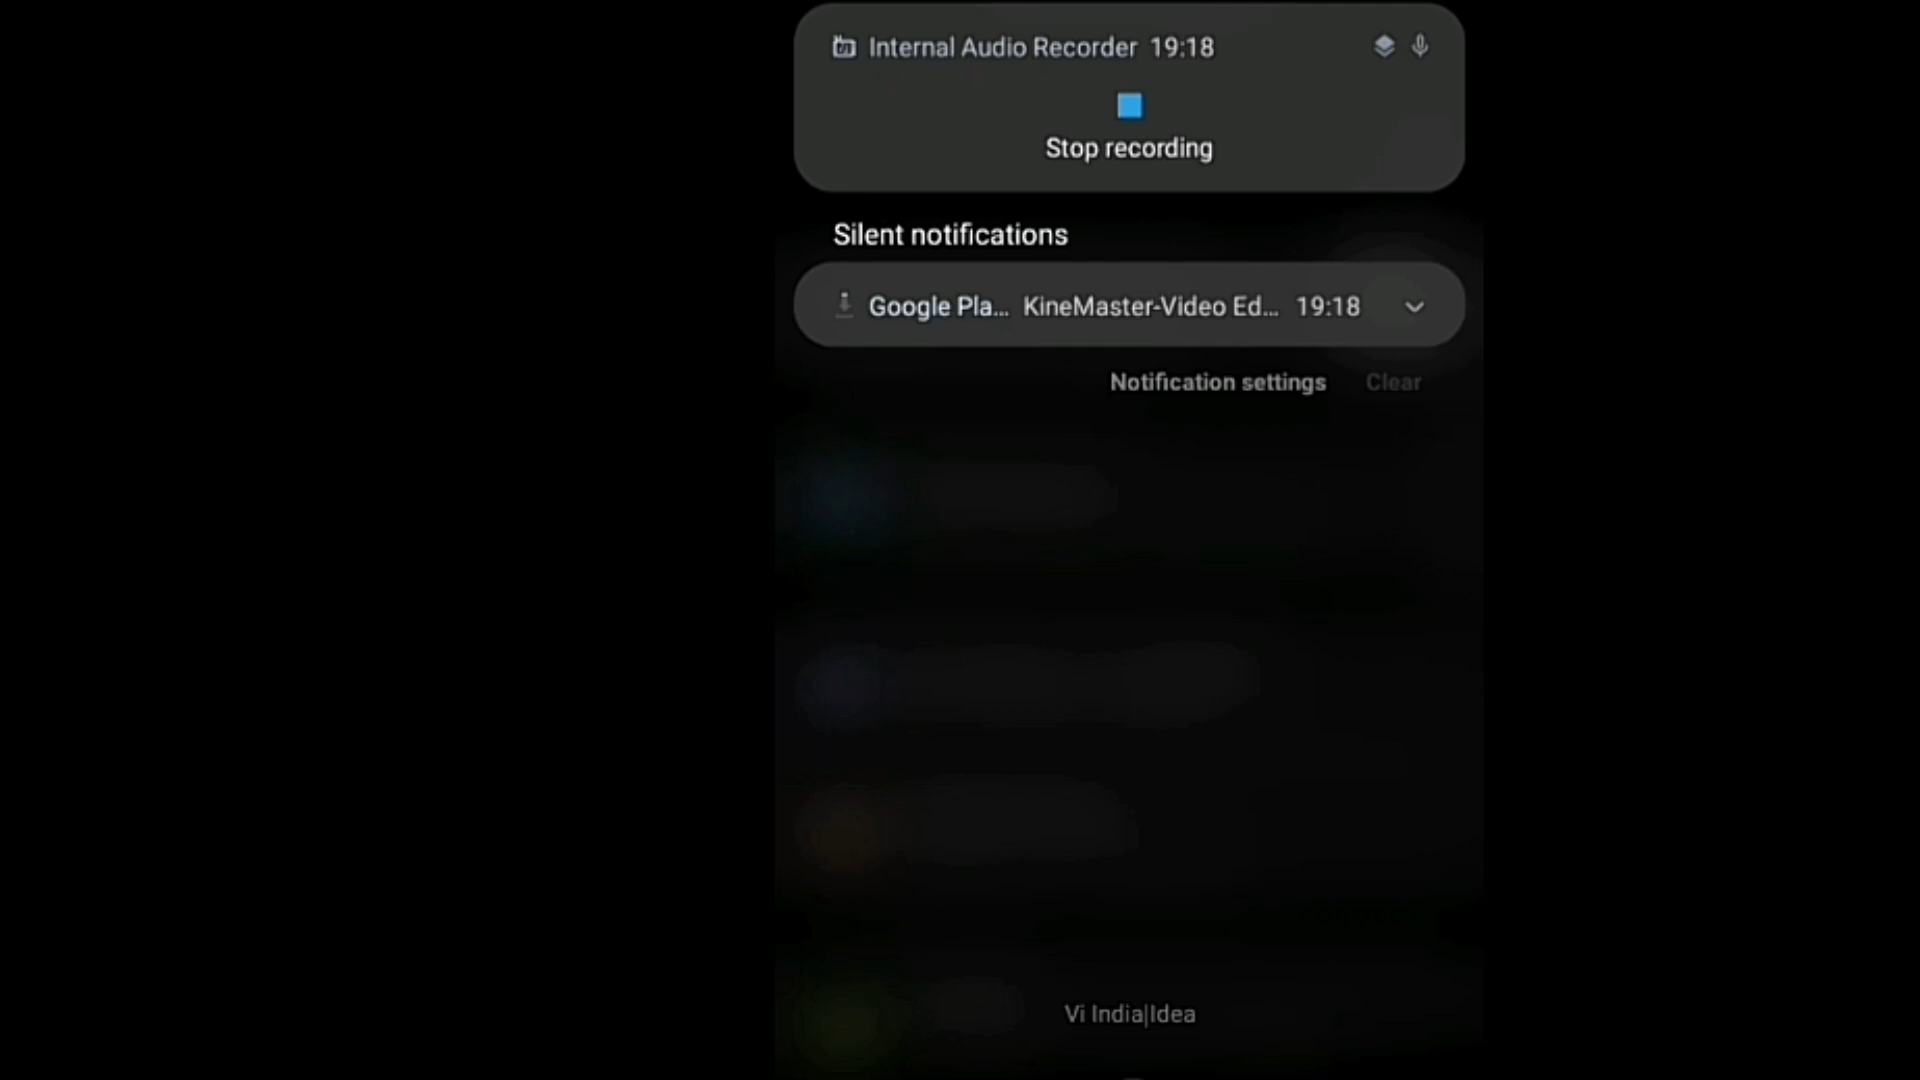 Internal Audio Recorder 19:18
Stop recording
Silent notifications
Google Pla... KineMaster-Video Ed... 19:18
Notification settings Clear
Vi India|Idea